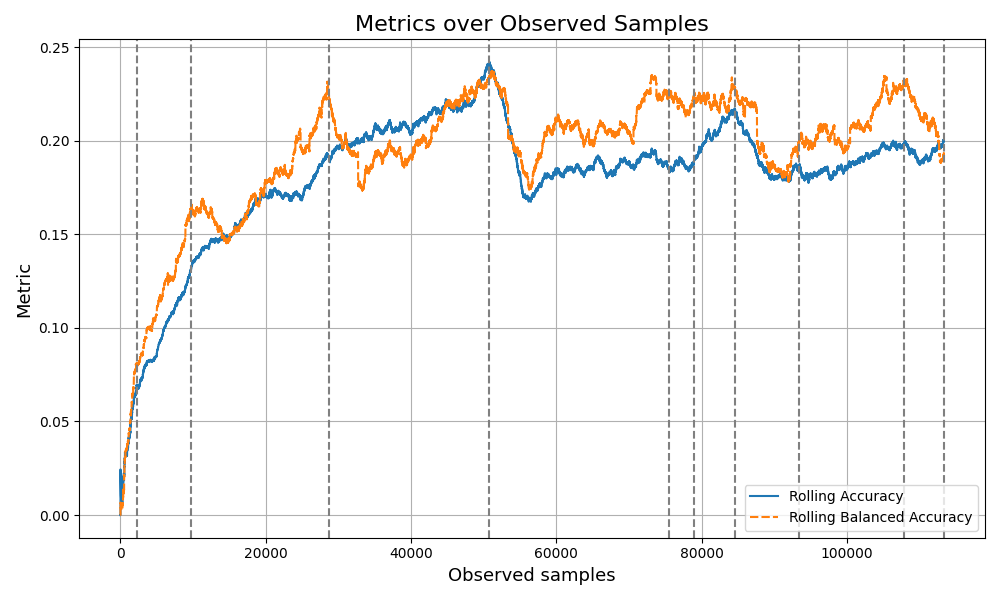 Metrics over Observed Samples
0.25
0.20
0.15
0.10
0.05
0.00
Metric
0
20000
40000
60000
80000
100000
Observed samples
Rolling Accuracy
Rolling Balanced Accuracy